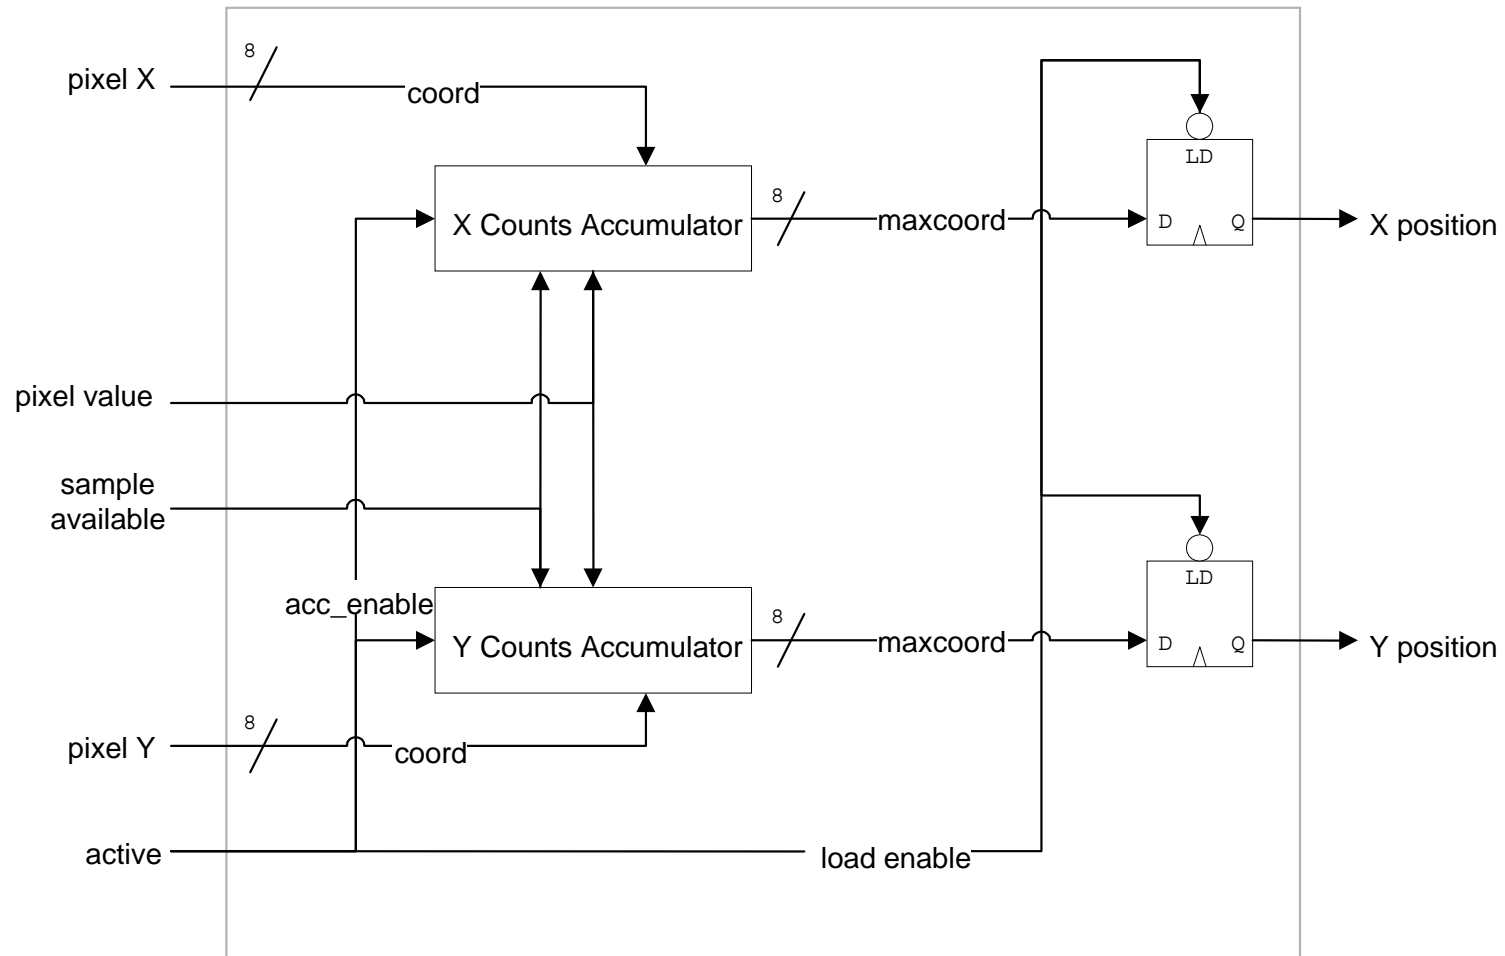 8
pixel X
coord
LD
8
X Counts Accumulator
maxcoord
D
Q
X position
pixel value
sample
available
LD
acc_enable
8
Y Counts Accumulator
maxcoord
D
Q
Y position
8
pixel Y
coord
active
load enable